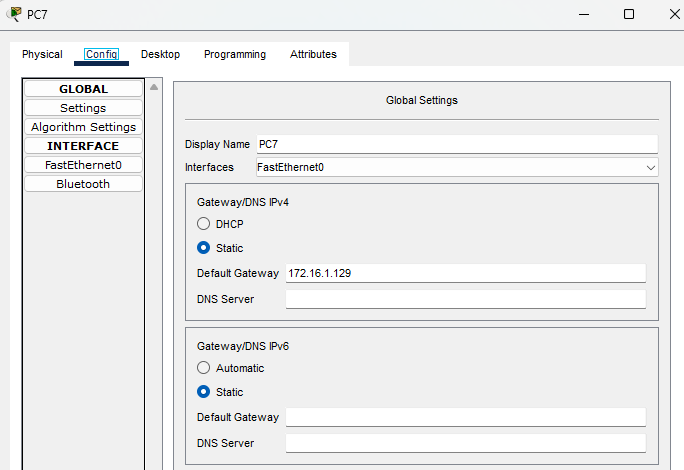 PC7
Physical Config Desktop Programming Attributes
GLOBAL
Settings
Algorithm Settings
INTERFACE
FastEthernet0
Bluetooth
Global Settings
Display Name PC7
Interfaces FastEthernet0
Gateway/DNS IPv4
DHCP
Static
Default Gateway 172.16.1.129
DNS Server
Gateway/DNS IPv6
Automatic
Static
Default Gateway
DNS Server